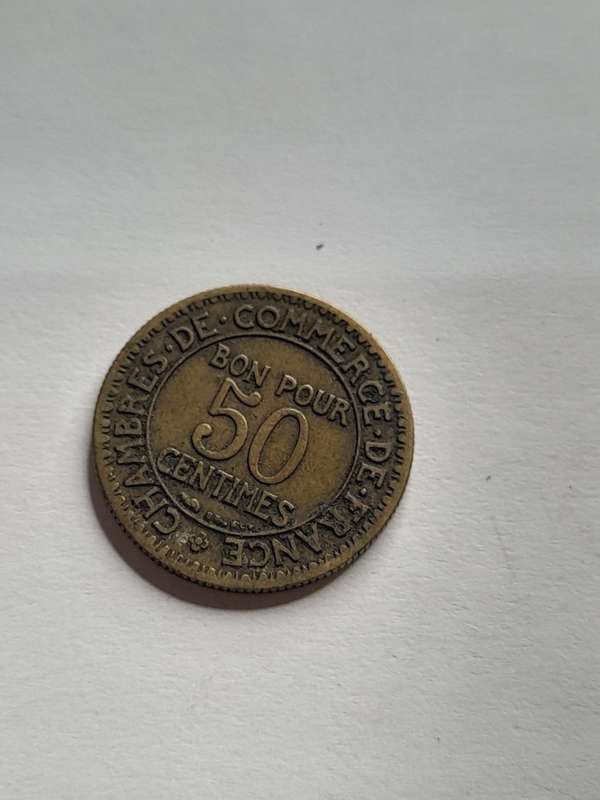 CHAMBRES·DE·COMMERCE·DE·FRANCE
BON POUR
50
CENTIMES